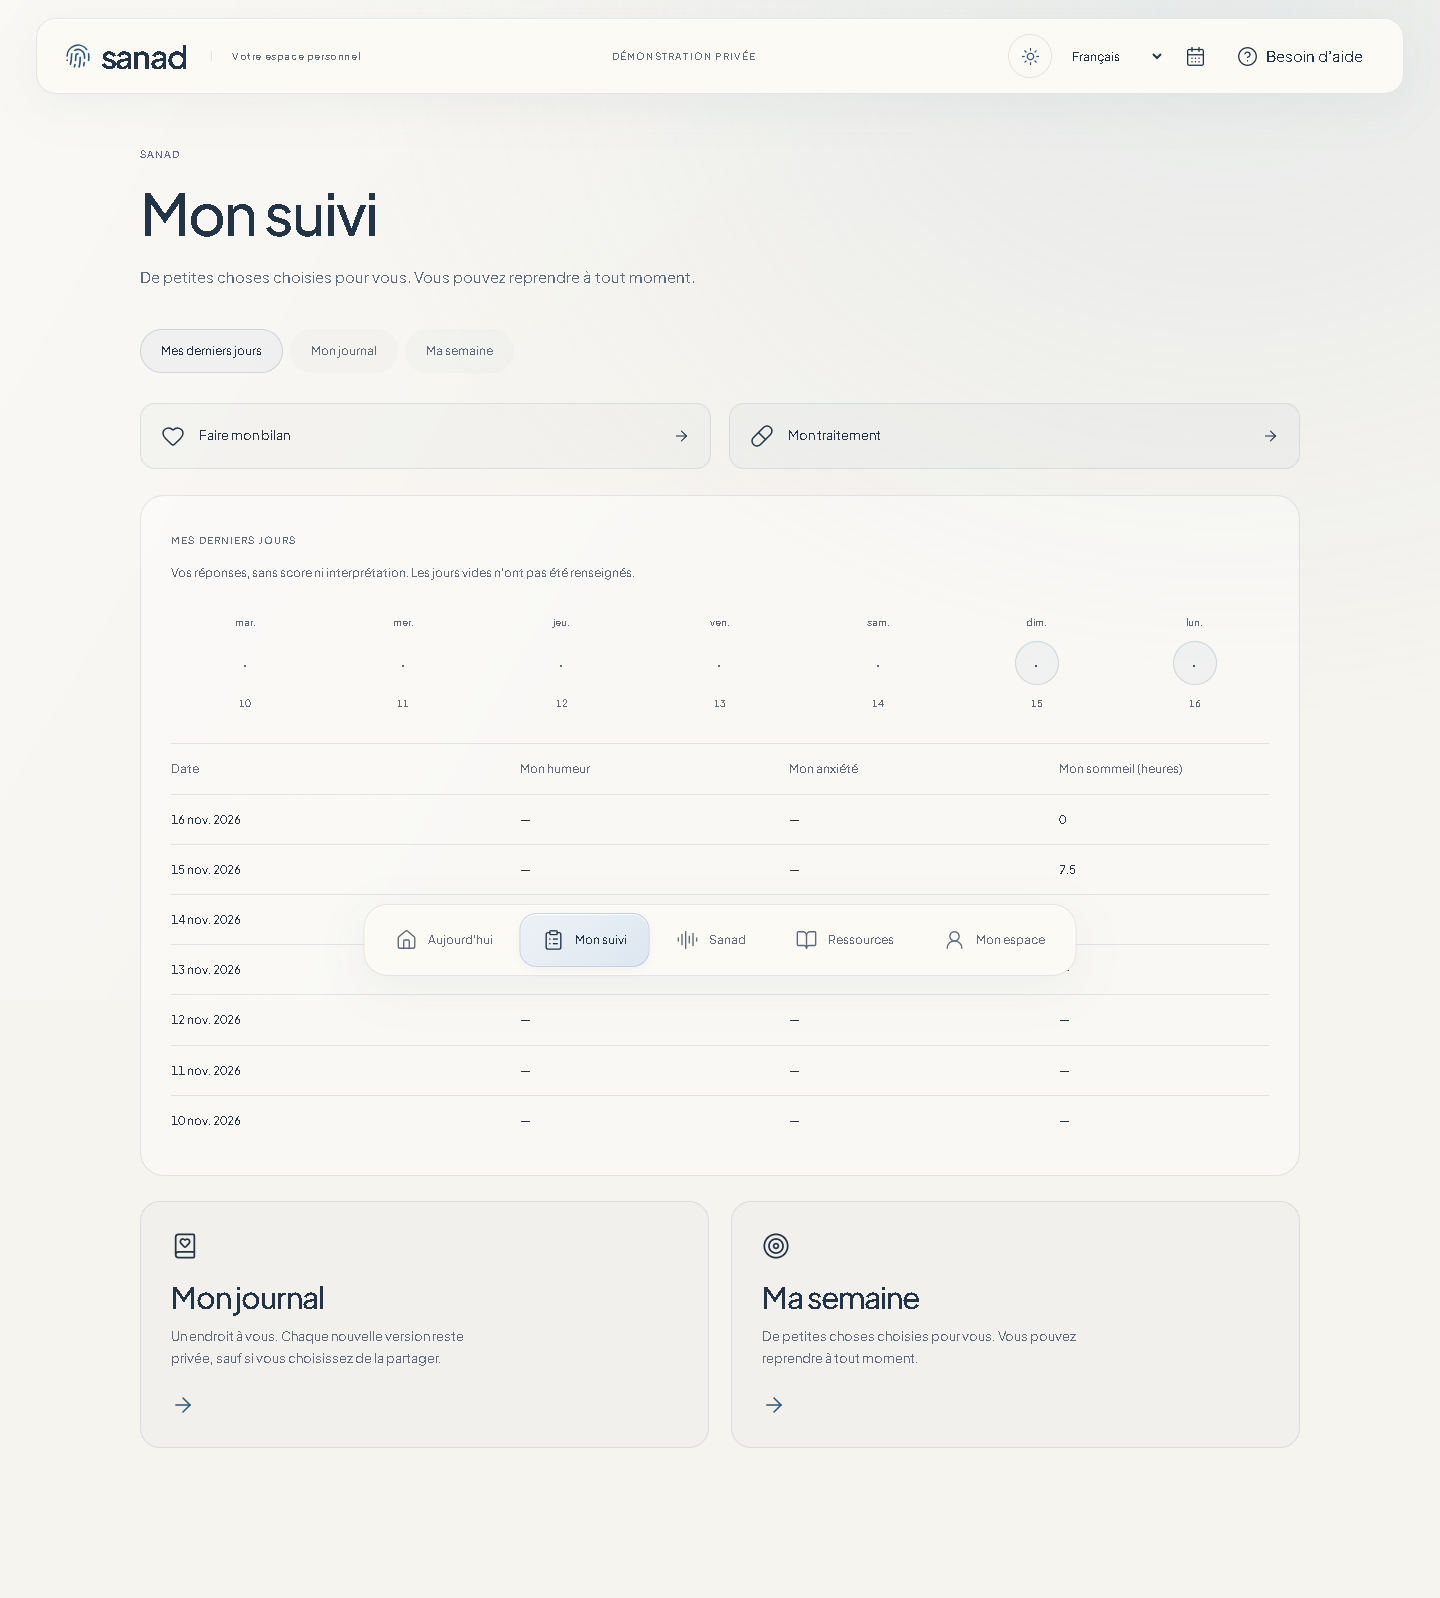 sanad
Votre espace personnel
DÉMONSTRATION PRIVÉE
Français
Besoin d'aide
SANAD
Mon suivi
De petites choses choisies pour vous. Vous pouvez reprendre à tout moment.
Mes derniers jours
Mon journal
Ma semaine
Faire mon bilan
Mon traitement
MES DERNIERS JOURS
Vos réponses, sans score ni interprétation. Les jours vides n'ont pas été renseignés.
mar. mer. jeu. ven. sam. dim. lun.
· · · · · · ·
10 11 12 13 14 15 16
Date Mon humeur Mon anxiété Mon sommeil (heures)
16 nov. 2026 — — 0
15 nov. 2026 — — 7.5
14 nov. 2026
Aujourd'hui Mon suivi Sanad Ressources Mon espace
13 nov. 2026
12 nov. 2026 — — —
11 nov. 2026 — — —
10 nov. 2026 — — —
Mon journal
Un endroit à vous. Chaque nouvelle version reste
privée, sauf si vous choisissez de la partager.
Ma semaine
De petites choses choisies pour vous. Vous pouvez
reprendre à tout moment.